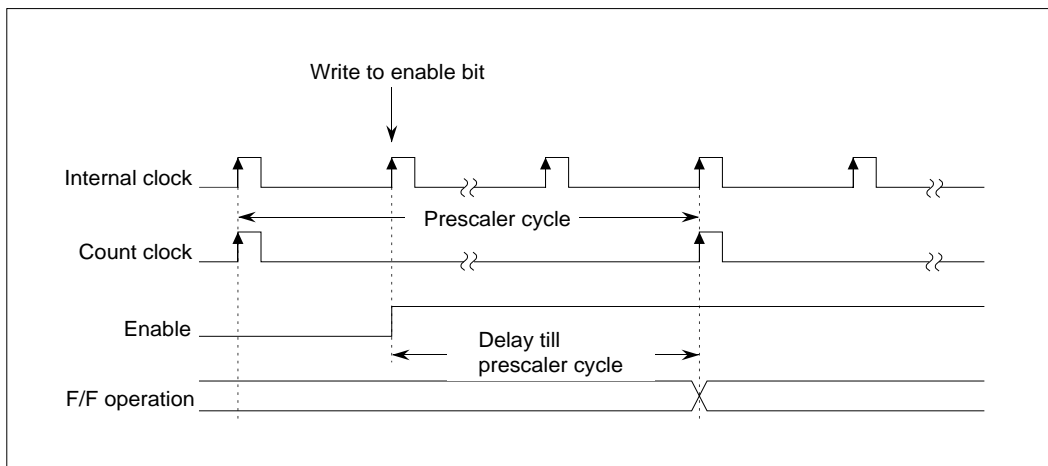 Write to enable bit
Internal clock
Prescaler cycle
Count clock
Enable
Delay till
prescaler cycle
F/F operation